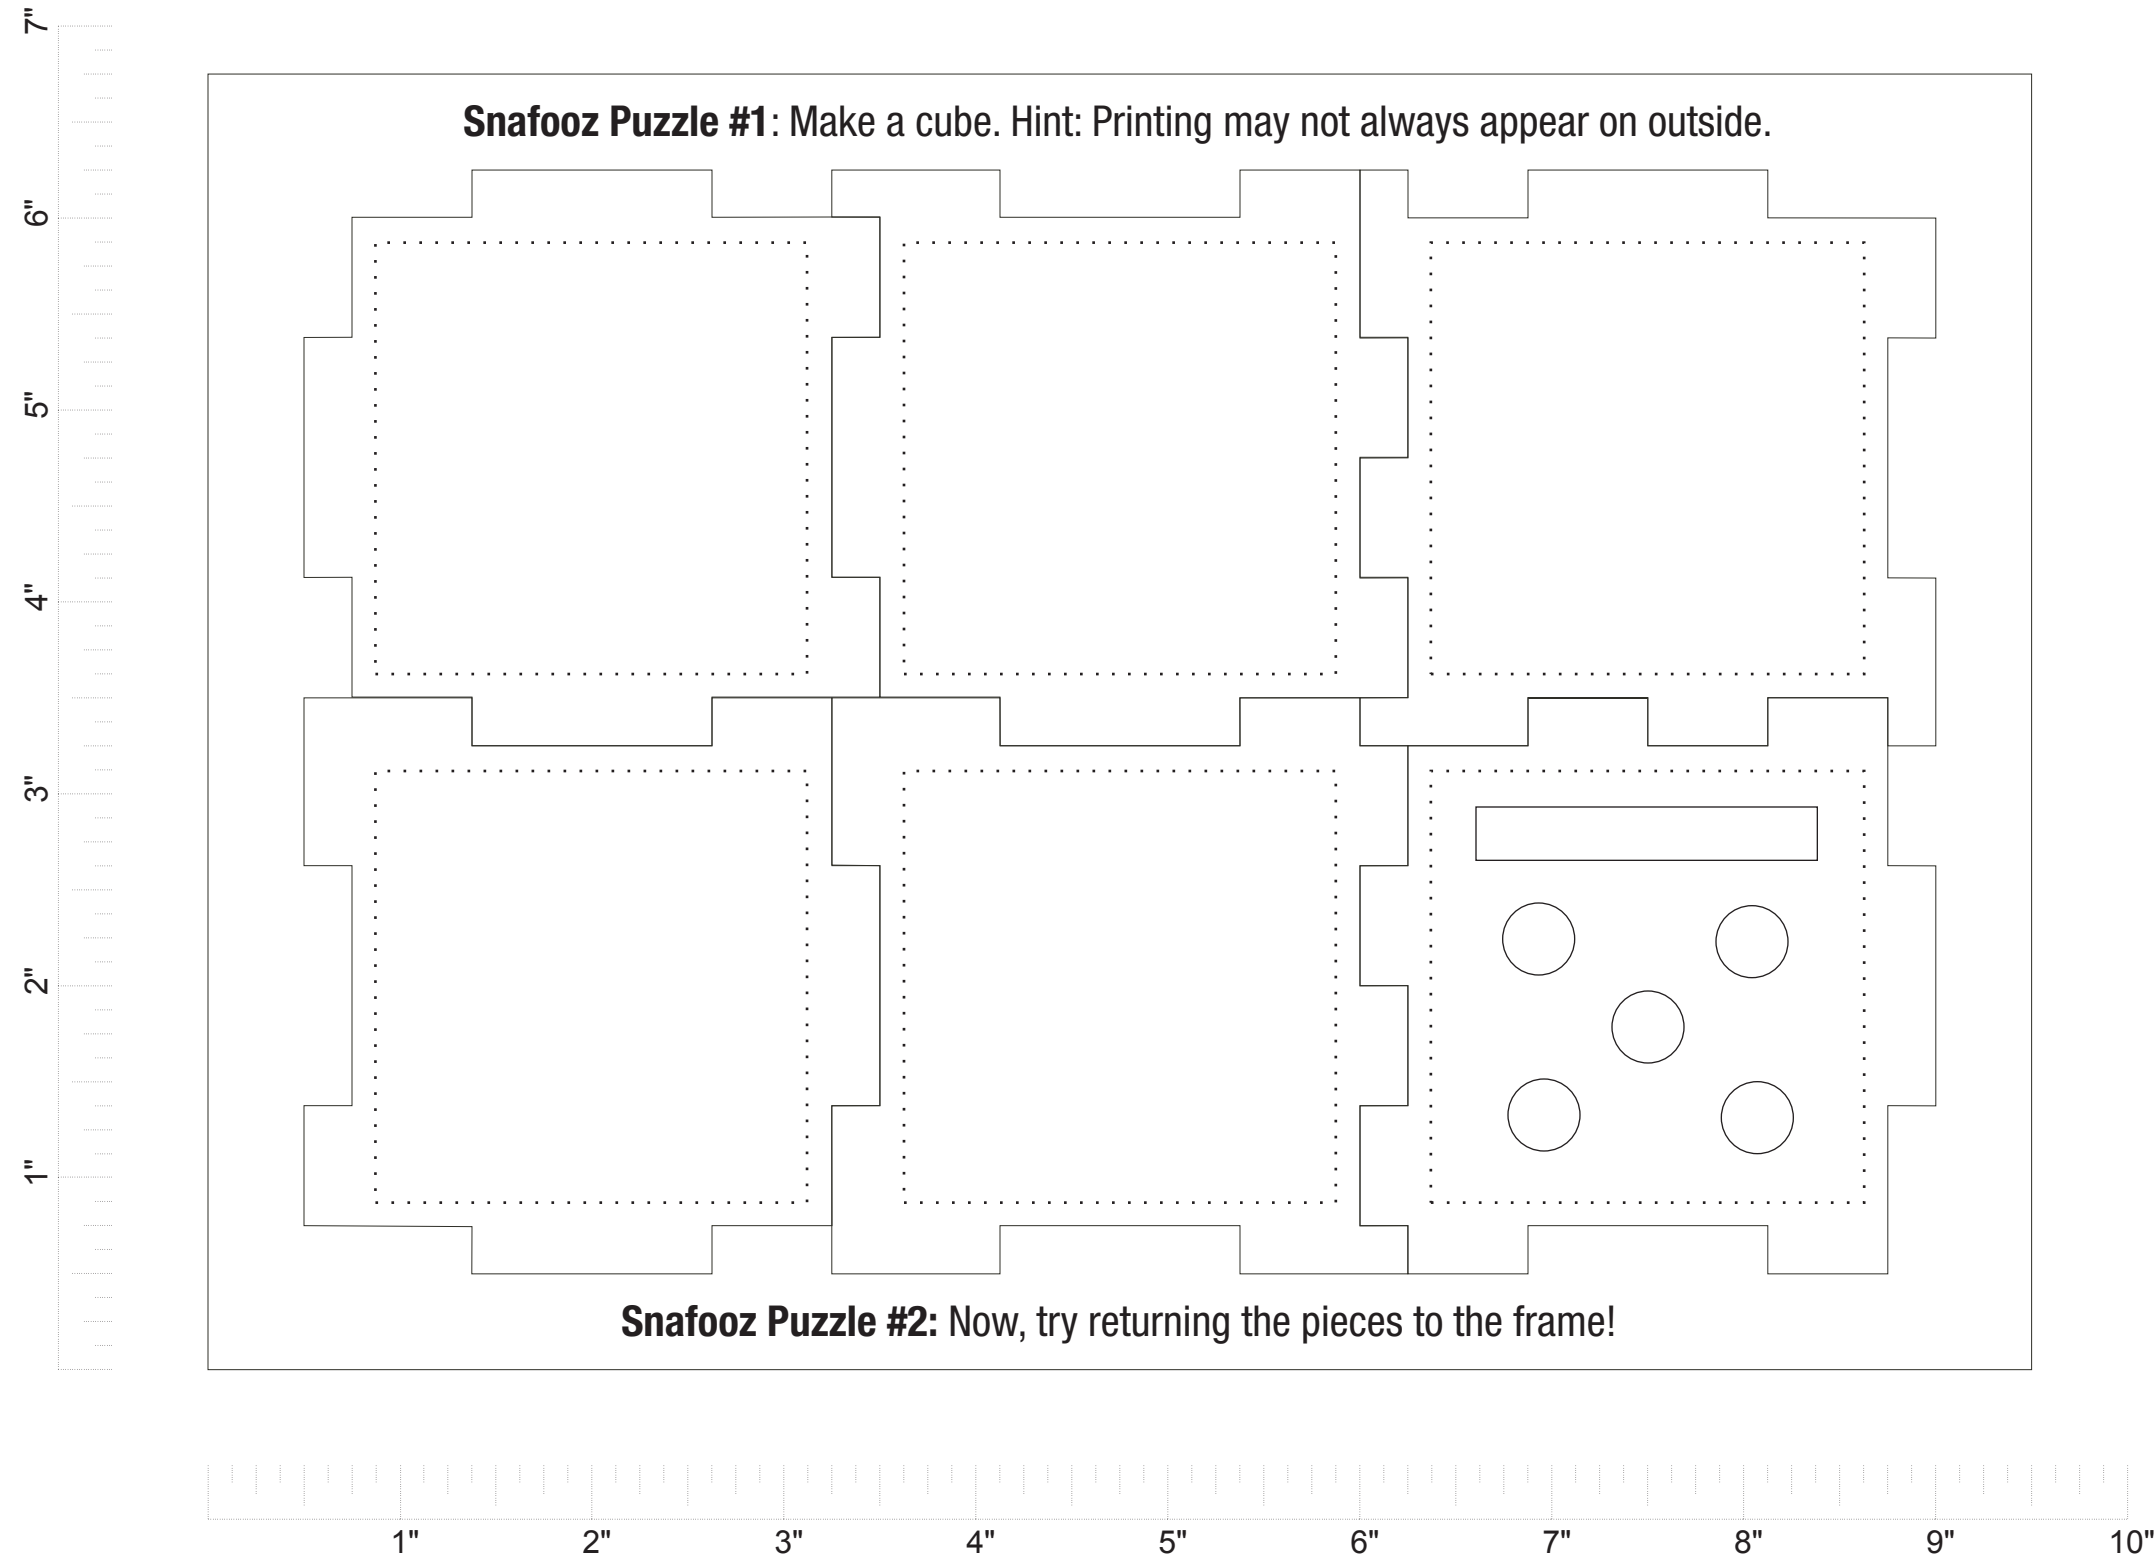 7"
Snafooz Puzzle #1: Make a cube. Hint: Printing may not always appear on outside.
6"
5"
4"
3"
2"
1"
Snafooz Puzzle #2: Now, try returning the pieces to the frame!
1" 2" 3" 4" 5" 6" 7" 8" 9" 10"